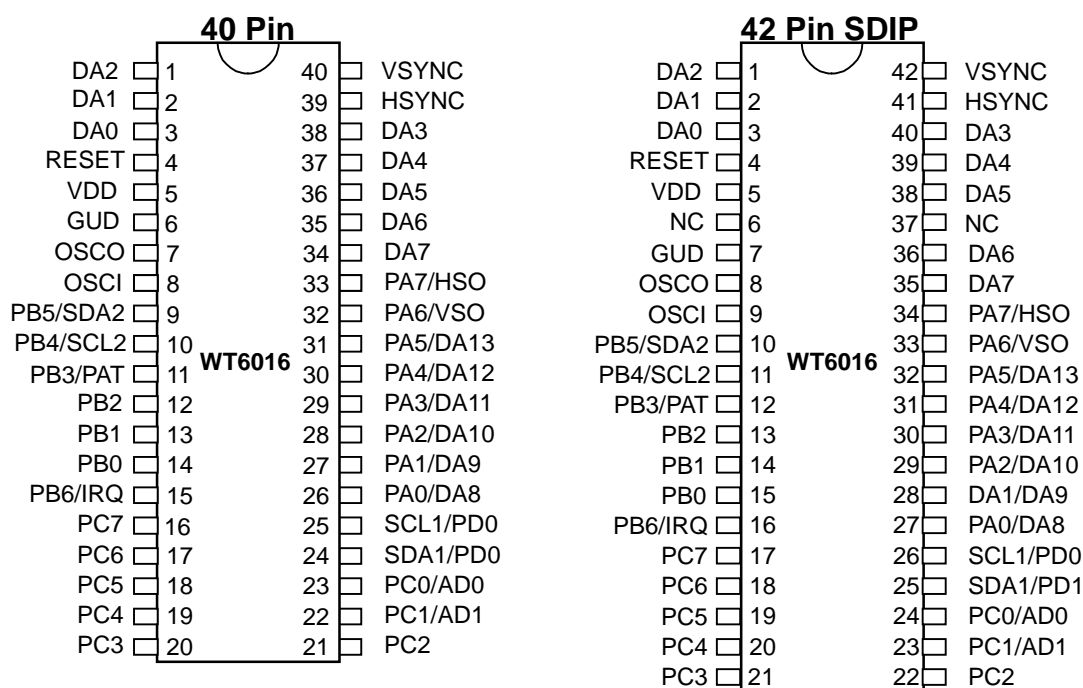 40 Pin
DA2 1 40 VSYNC
DA1 2 39 HSYNC
DA0 3 38 DA3
RESET 4 37 DA4
VDD 5 36 DA5
GUD 6 35 DA6
OSCO 7 34 DA7
OSCI 8 33 PA7/HSO
PB5/SDA2 9 32 PA6/VSO
PB4/SCL2 10 31 PA5/DA13
WT6016
PB3/PAT 11 30 PA4/DA12
PB2 12 29 PA3/DA11
PB1 13 28 PA2/DA10
PB0 14 27 PA1/DA9
PB6/IRQ 15 26 PA0/DA8
PC7 16 25 SCL1/PD0
PC6 17 24 SDA1/PD0
PC5 18 23 PC0/AD0
PC4 19 22 PC1/AD1
PC3 20 21 PC2
42 Pin SDIP
DA2 1 42 VSYNC
DA1 2 41 HSYNC
DA0 3 40 DA3
RESET 4 39 DA4
VDD 5 38 DA5
NC 6 37 NC
GUD 7 36 DA6
OSCO 8 35 DA7
OSCI 9 34 PA7/HSO
PB5/SDA2 10 33 PA6/VSO
WT6016
PB4/SCL2 11 32 PA5/DA13
PB3/PAT 12 31 PA4/DA12
PB2 13 30 PA3/DA11
PB1 14 29 PA2/DA10
PB0 15 28 DA1/DA9
PB6/IRQ 16 27 PA0/DA8
PC7 17 26 SCL1/PD0
PC6 18 25 SDA1/PD1
PC5 19 24 PC0/AD0
PC4 20 23 PC1/AD1
PC3 21 22 PC2